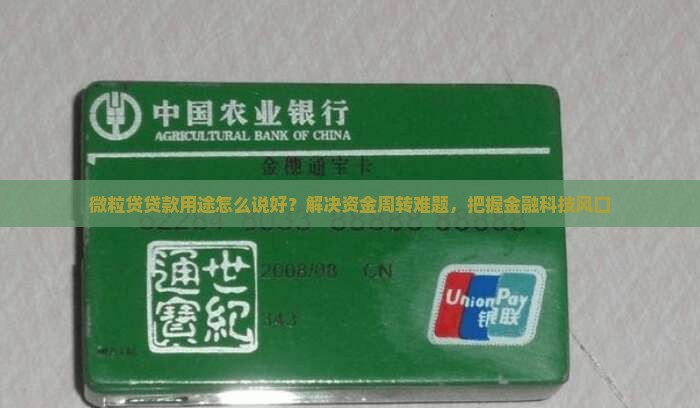 中国农业银行
AGRICULTURAL BANK OF CHINA
金穗通宝卡
微粒贷贷款用途怎么说好？解决资金周转难题，把握金融科技风口
2008/08 CN
世紀
通寶
343
UnionPay
银联